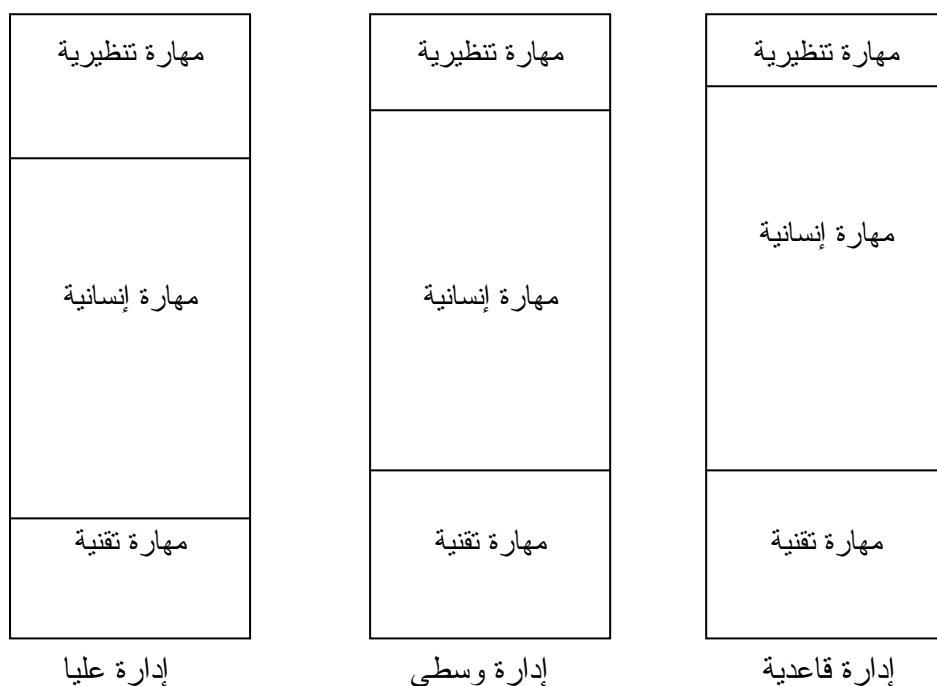 مهارة تنظيرية
مهارة تنظيرية
مهارة تنظيرية
مهارة إنسانية
مهارة إنسانية
مهارة إنسانية
مهارة تقنية
مهارة تقنية
مهارة تقنية
إدارة قاعدية
إدارة وسطى
إدارة عليا